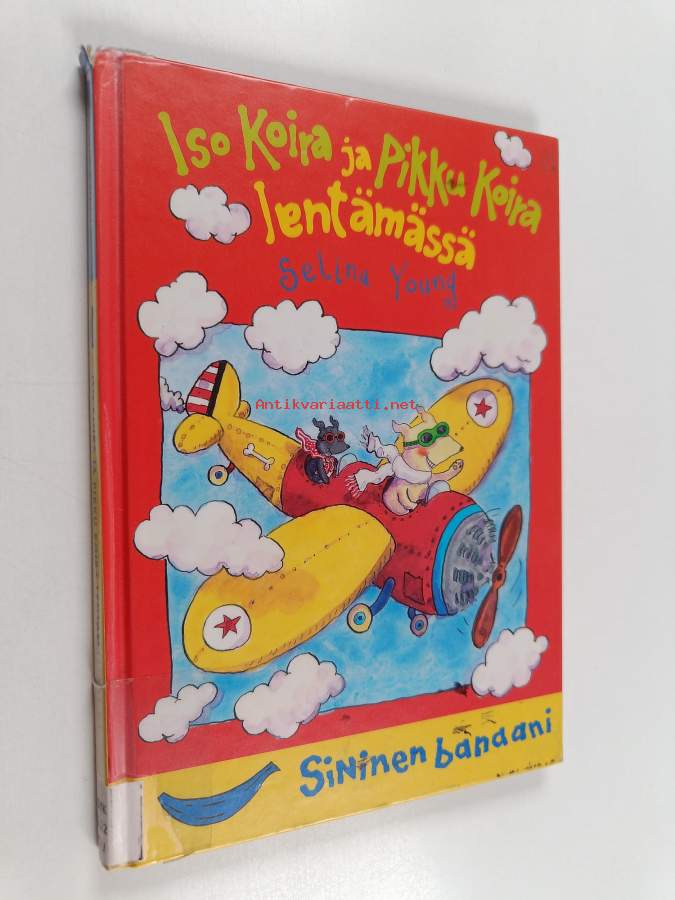 Iso Koira ja Pikku Koira
lentämässä
Selina Young
Antikvariaatti.net
Sininen banaani